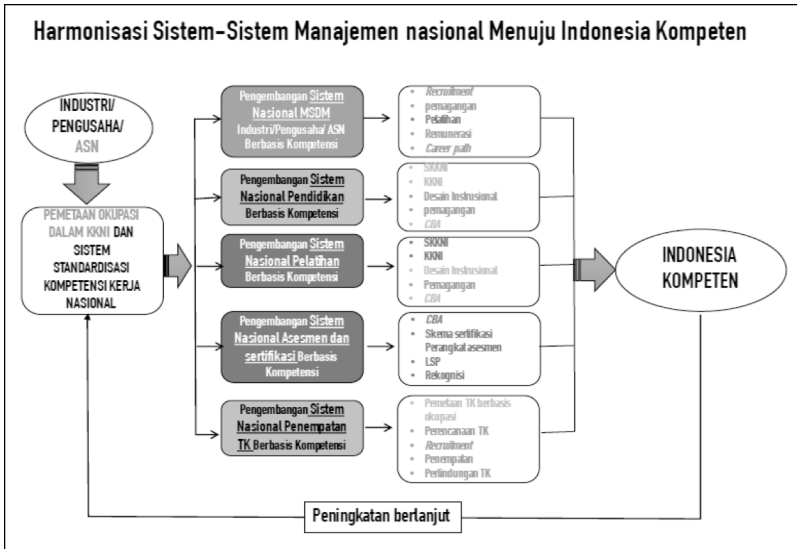 Harmonisasi Sistem-Sistem Manajemen nasional Menuju Indonesia Kompeten
INDUSTRI/
PENGUSAHA/
ASN
PEMETAAN OKUPASI
DALAM KKNI DAN
SISTEM
STANDARDISASI
KOMPETENSI KERJA
NASIONAL
Pengembangan Sistem
Nasional MSDM
Industri/Pengusaha/ ASN
Berbasis Kompetensi
• Recruitment
• pemagangan
• Pelatihan
• Remunerasi
• Career path
Pengembangan Sistem
Nasional Pendidikan
Berbasis Kompetensi
• SKKNI
• KKNI
• Desain Instruksional
• pemagangan
• CBA
Pengembangan Sistem
Nasional Pelatihan
Berbasis Kompetensi
• SKKNI
• KKNI
• Desain Instruksional
• Pemagangan
• CBA
Pengembangan Sistem
Nasional Asesmen dan
sertifikasi Berbasis
Kompetensi
• CBA
• Skema sertifikasi
Perangkat asesmen
• LSP
• Rekognisi
Pengembangan Sistem
Nasional Penempatan
TK Berbasis Kompetensi
• Pemetaan TK berbasis
okupasi
• Perencanaan TK
• Recruitment
• Penempatan
• Perlindungan TK
INDONESIA
KOMPETEN
Peningkatan berlanjut